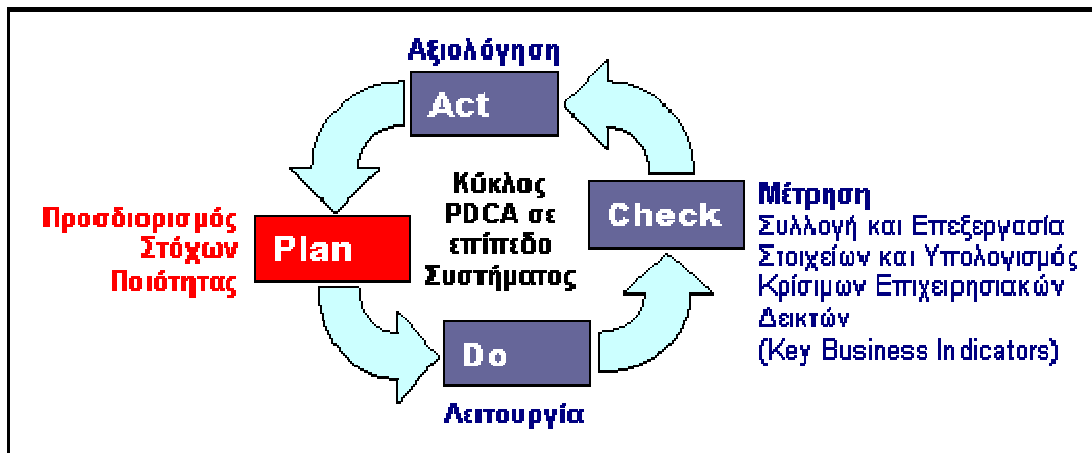 Αξιολόγηση
Act
Κύκλος
PDCA σε
επίπεδο
Συστήματος
Προσδιορισμός
Στόχων
Ποιότητας
Plan
Check
Μέτρηση
Συλλογή και Επεξεργασία
Στοιχείων και Υπολογισμός
Κρίσιμων Επιχειρησιακών
Δεικτών
(Key Business Indicators)
Do
Λειτουργία